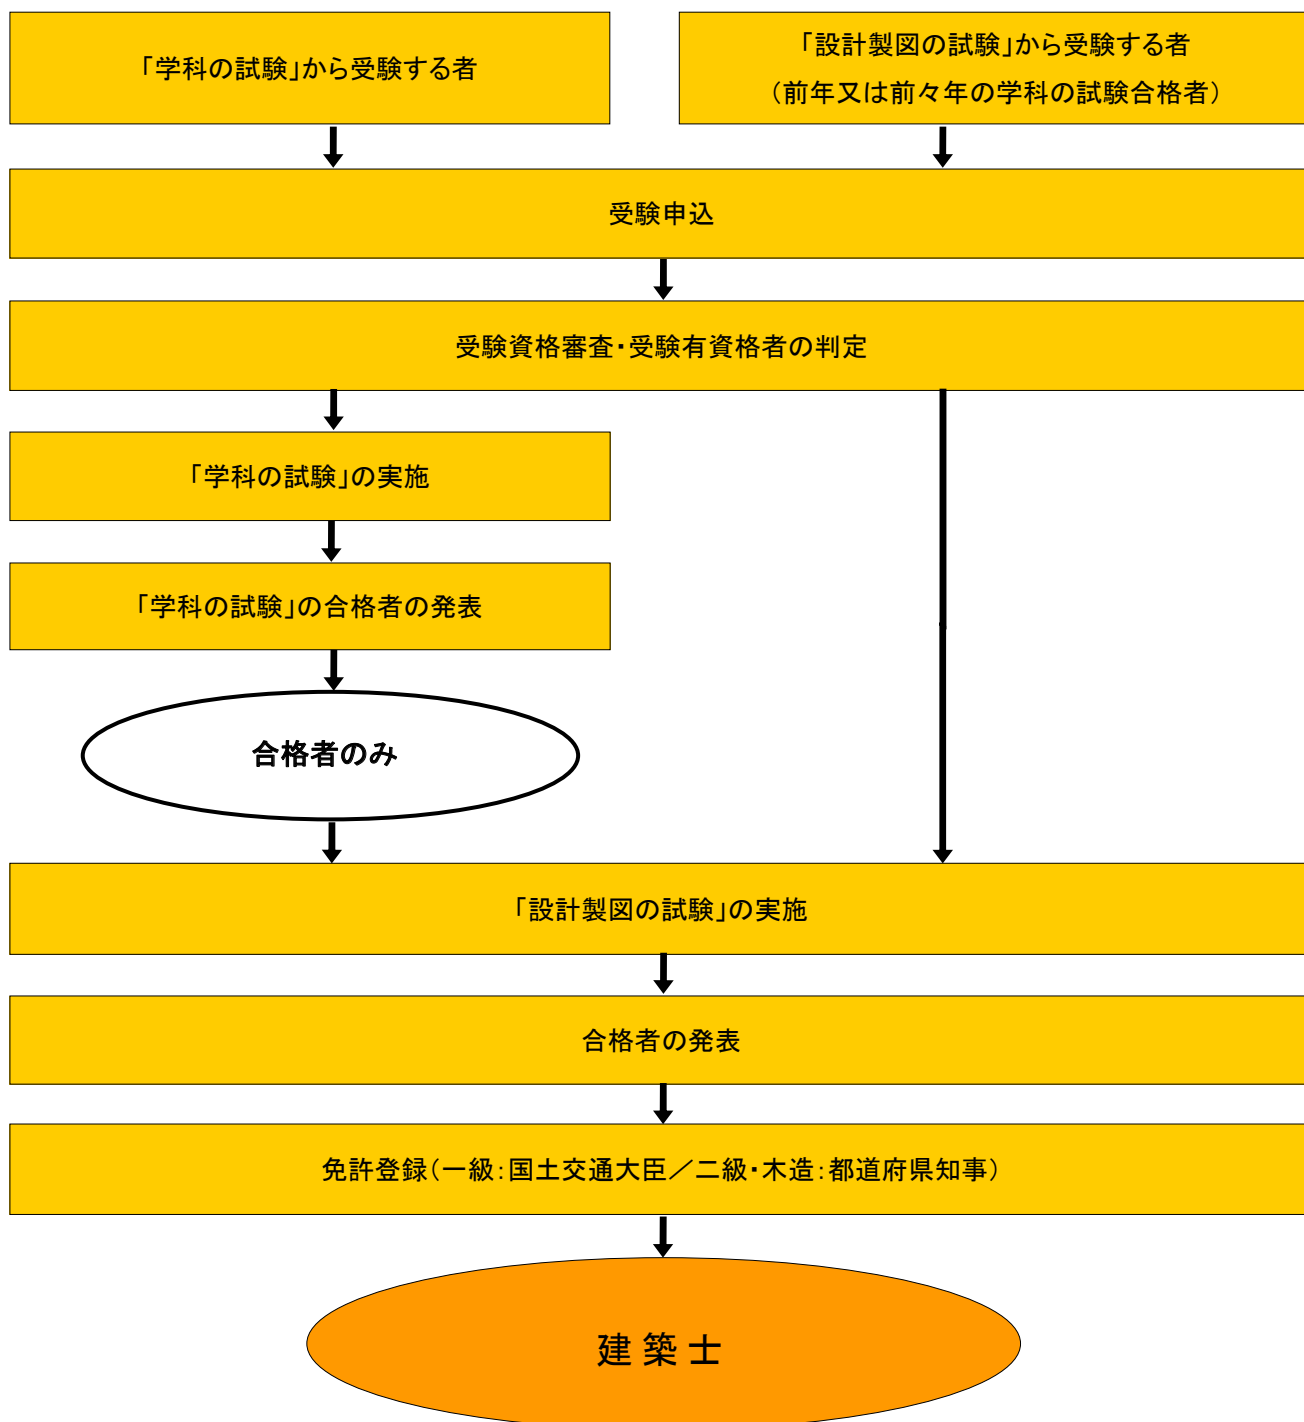 「学科の試験」から受験する者
「設計製図の試験」から受験する者
（前年又は前々年の学科の試験合格者）
受験申込
受験資格審査・受験有資格者の判定
「学科の試験」の実施
「学科の試験」の合格者の発表
合格者のみ
「設計製図の試験」の実施
合格者の発表
免許登録（一級：国土交通大臣／二級・木造：都道府県知事）
建築士